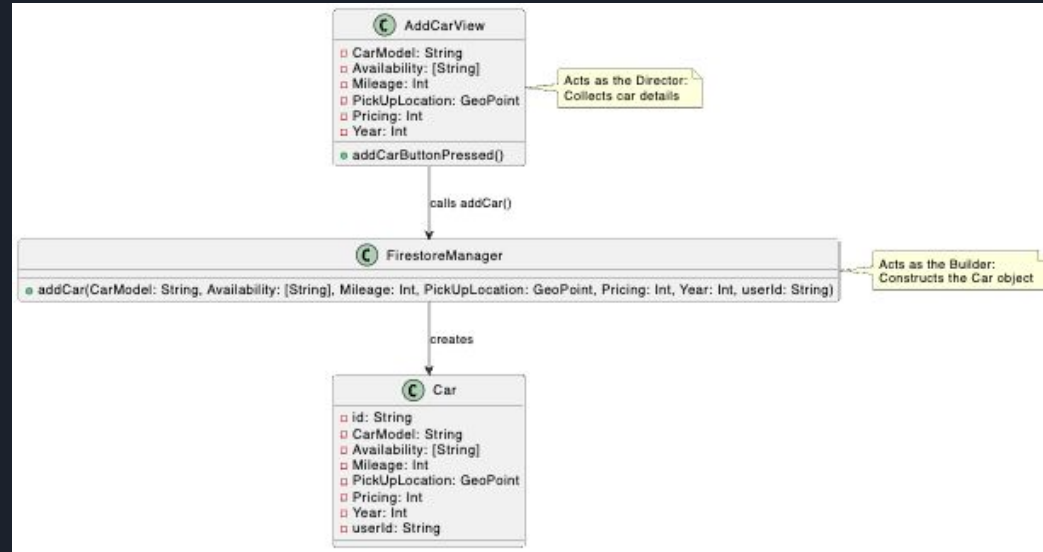 C AddCarView
CarModel: String
Availability: [String]
Mileage: Int
PickUpLocation: GeoPoint
Pricing: Int
Year: Int
addCarButtonPressed()
Acts as the Director:
Collects car details
calls addCar()
C FirestoreManager
addCar(CarModel: String, Availability: [String], Mileage: Int, PickUpLocation: GeoPoint, Pricing: Int, Year: Int, userId: String)
Acts as the Builder:
Constructs the Car object
creates
C Car
id: String
CarModel: String
Availability: [String]
Mileage: Int
PickUpLocation: GeoPoint
Pricing: Int
Year: Int
userId: String